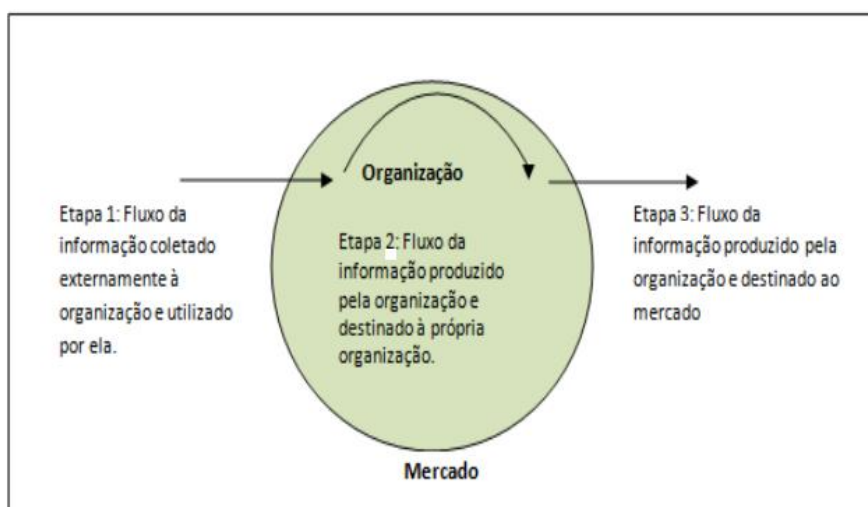 Organização
Etapa 1: Fluxo da
informação coletado
externamente à
organização e utilizado
por ela.
Etapa 2: Fluxo da
informação produzido
pela organização e
destinado à própria
organização.
Etapa 3: Fluxo da
informação produzido pela
organização e destinado ao
mercado
Mercado